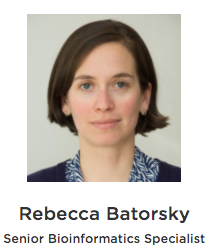 Rebecca Batorsky
Senior Bioinformatics Specialist